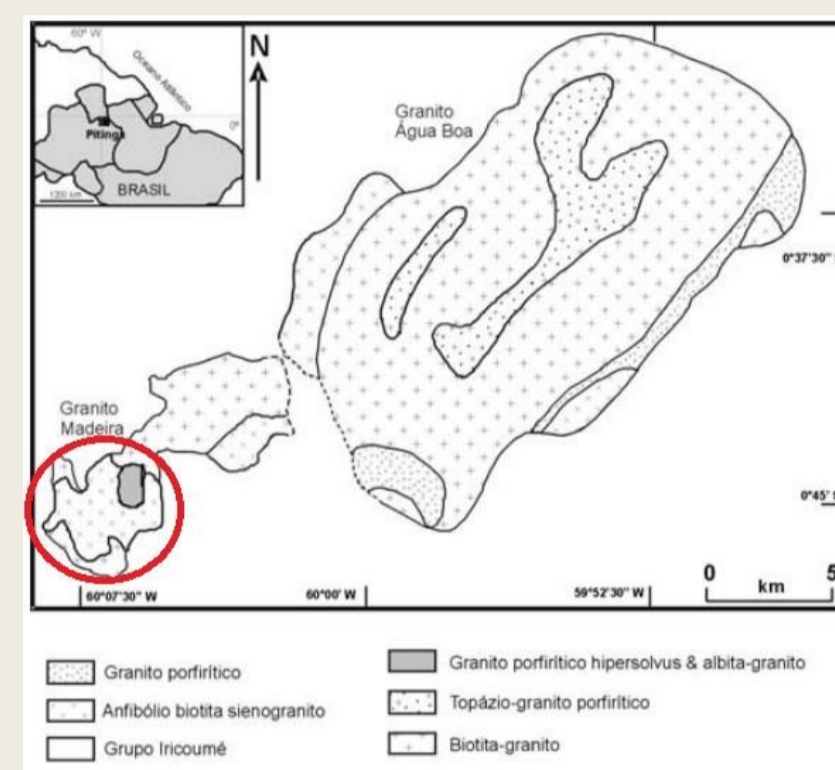 60° W
Oceano Atlântico
0°
Pitinga
1200 km
BRASIL
N
Granito
Água Boa
0°37'30"
Granito
Madeira
0°45'
60°07'30" W
60°00' W
59°52'30" W
0
5
km
Granito porfirítico
Anfibólio biotita sienogranito
Grupo Iricoumé
Granito porfirítico hipersolvus & albita-granito
Topázio-granito porfirítico
Biotita-granito